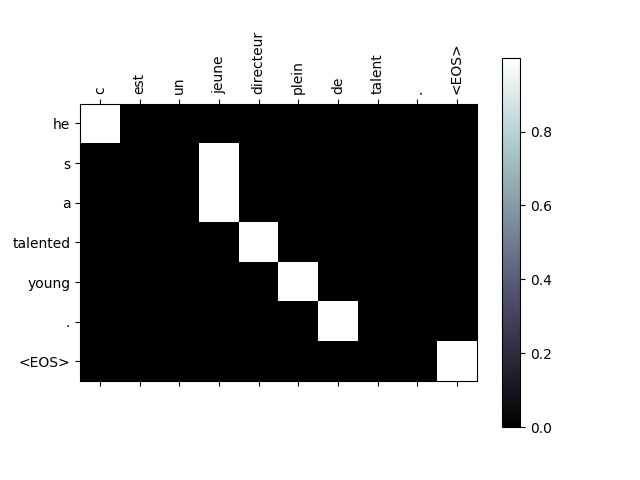 c est un jeune directeur plein de talent . <EOS>
he
s
a
talented
young
.
<EOS>
0.8
0.6
0.4
0.2
0.0